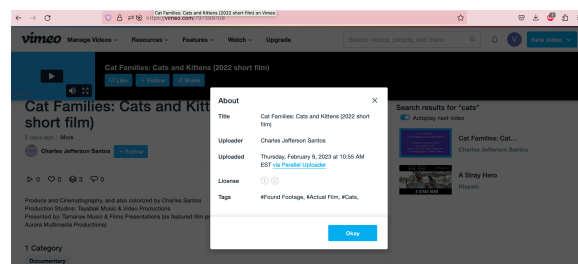 Cat Families: Cats and Kittens (2022 short film) on Vimeo
https://vimeo.com/797399708
vimeo Manage Videos Resources Features Watch Upgrade Search videos, people, and more V New video
Cat Families: Cats and Kittens (2022 short film)
Like + Follow Share
Cat Families: Cats and Kitt
short film)
6 days ago More
Charles Jefferson Santos + Follow
0 0 3 0
Produce and Cinematography, and also colorized by Charles Santos
Production Studios: Tayabak Music & Video Productions
Presented by: Tamaraw Music & Films Presentations (as featured film p
Aurora Multimedia Productions)
1 Category
Documentary
About
Title Cat Families: Cats and Kittens (2022 short
film)
Uploader Charles Jefferson Santos
Uploaded Thursday, February 9, 2023 at 10:55 AM
EST via Parallel Uploader
License
Tags #Found Footage, #Actual Film, #Cats,
Okay
Search results for "cats"
Autoplay next video
Cat Families: Cat...
Charles Jefferson Santos
A STRAY HERO
A Stray Hero